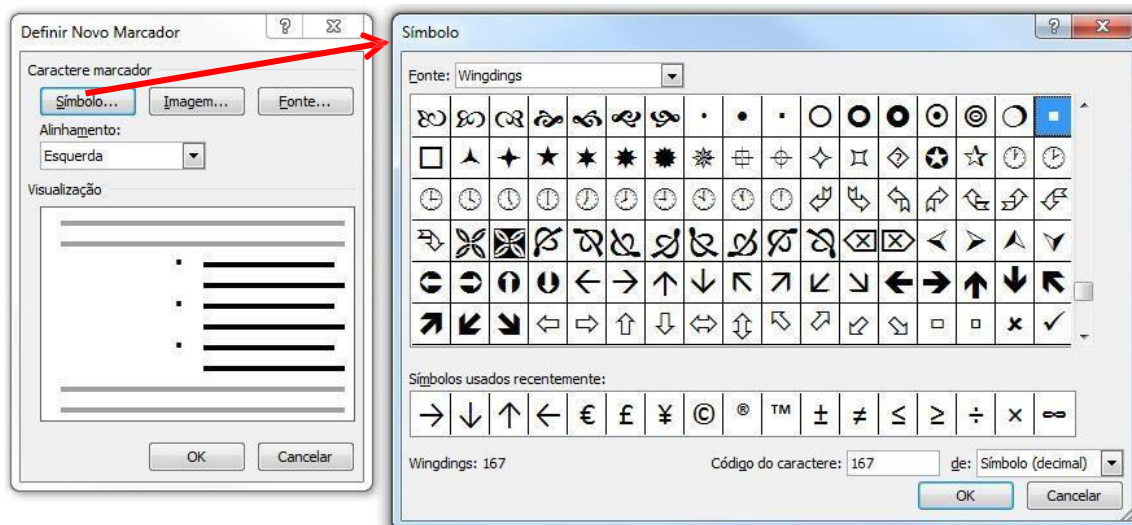 Definir Novo Marcador
Caractere marcador
Símbolo... Imagem... Fonte...
Alinhamento:
Esquerda
Visualização
OK Cancelar
Símbolo
Fonte: Wingdings
Símbolos usados recentemente:
→ ↓ ↑ ← € £ ¥ © ® ™ ± ≠ ≤ ≥ ÷ × ∞
Wingdings: 167 Código do caractere: 167 de: Símbolo (decimal)
OK Cancelar